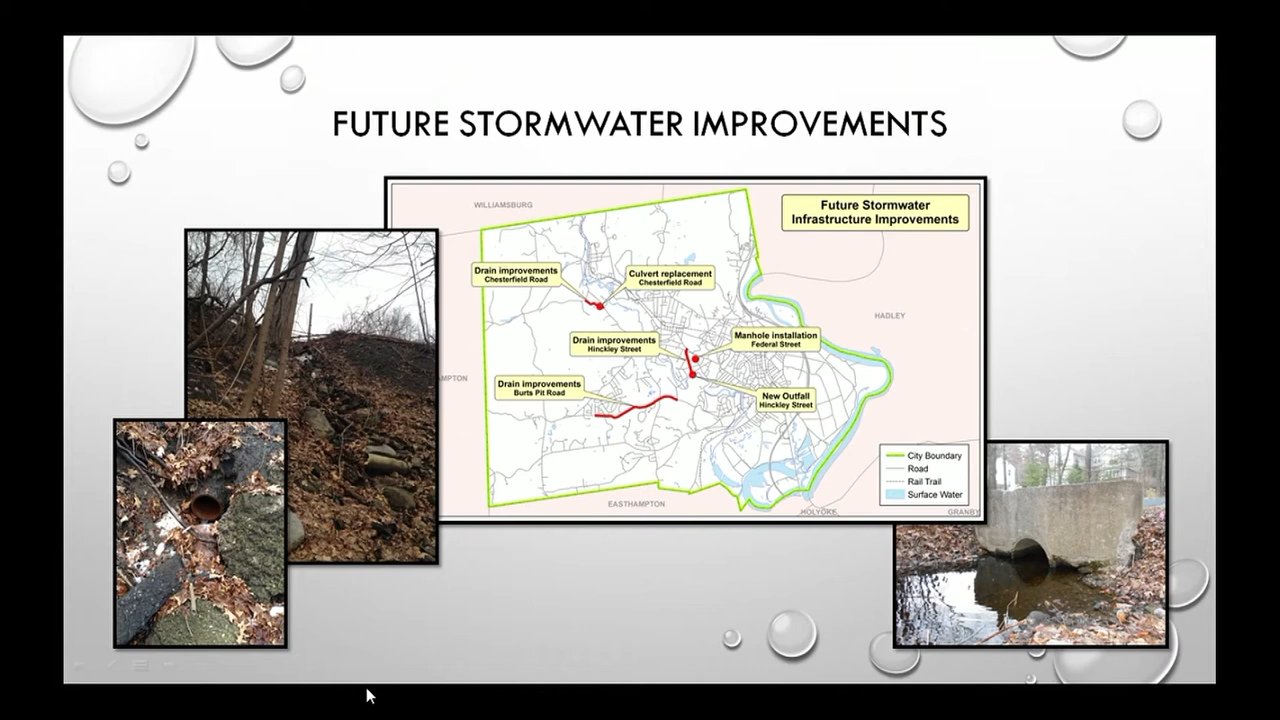 FUTURE STORMWATER IMPROVEMENTS
WILLIAMSBURG
Future Stormwater
Infrastructure Improvements
Drain improvements
Chesterfield Road
Culvert replacement
Chesterfield Road
HADLEY
Drain improvements
Hinckley Street
Manhole installation
Federal Street
AMPTON
Drain improvements
Burts Pit Road
New Outfall
Hinckley Street
City Boundary
Road
Rail Trail
Surface Water
EASTHAMPTON
HOLYOKE
GRANBY